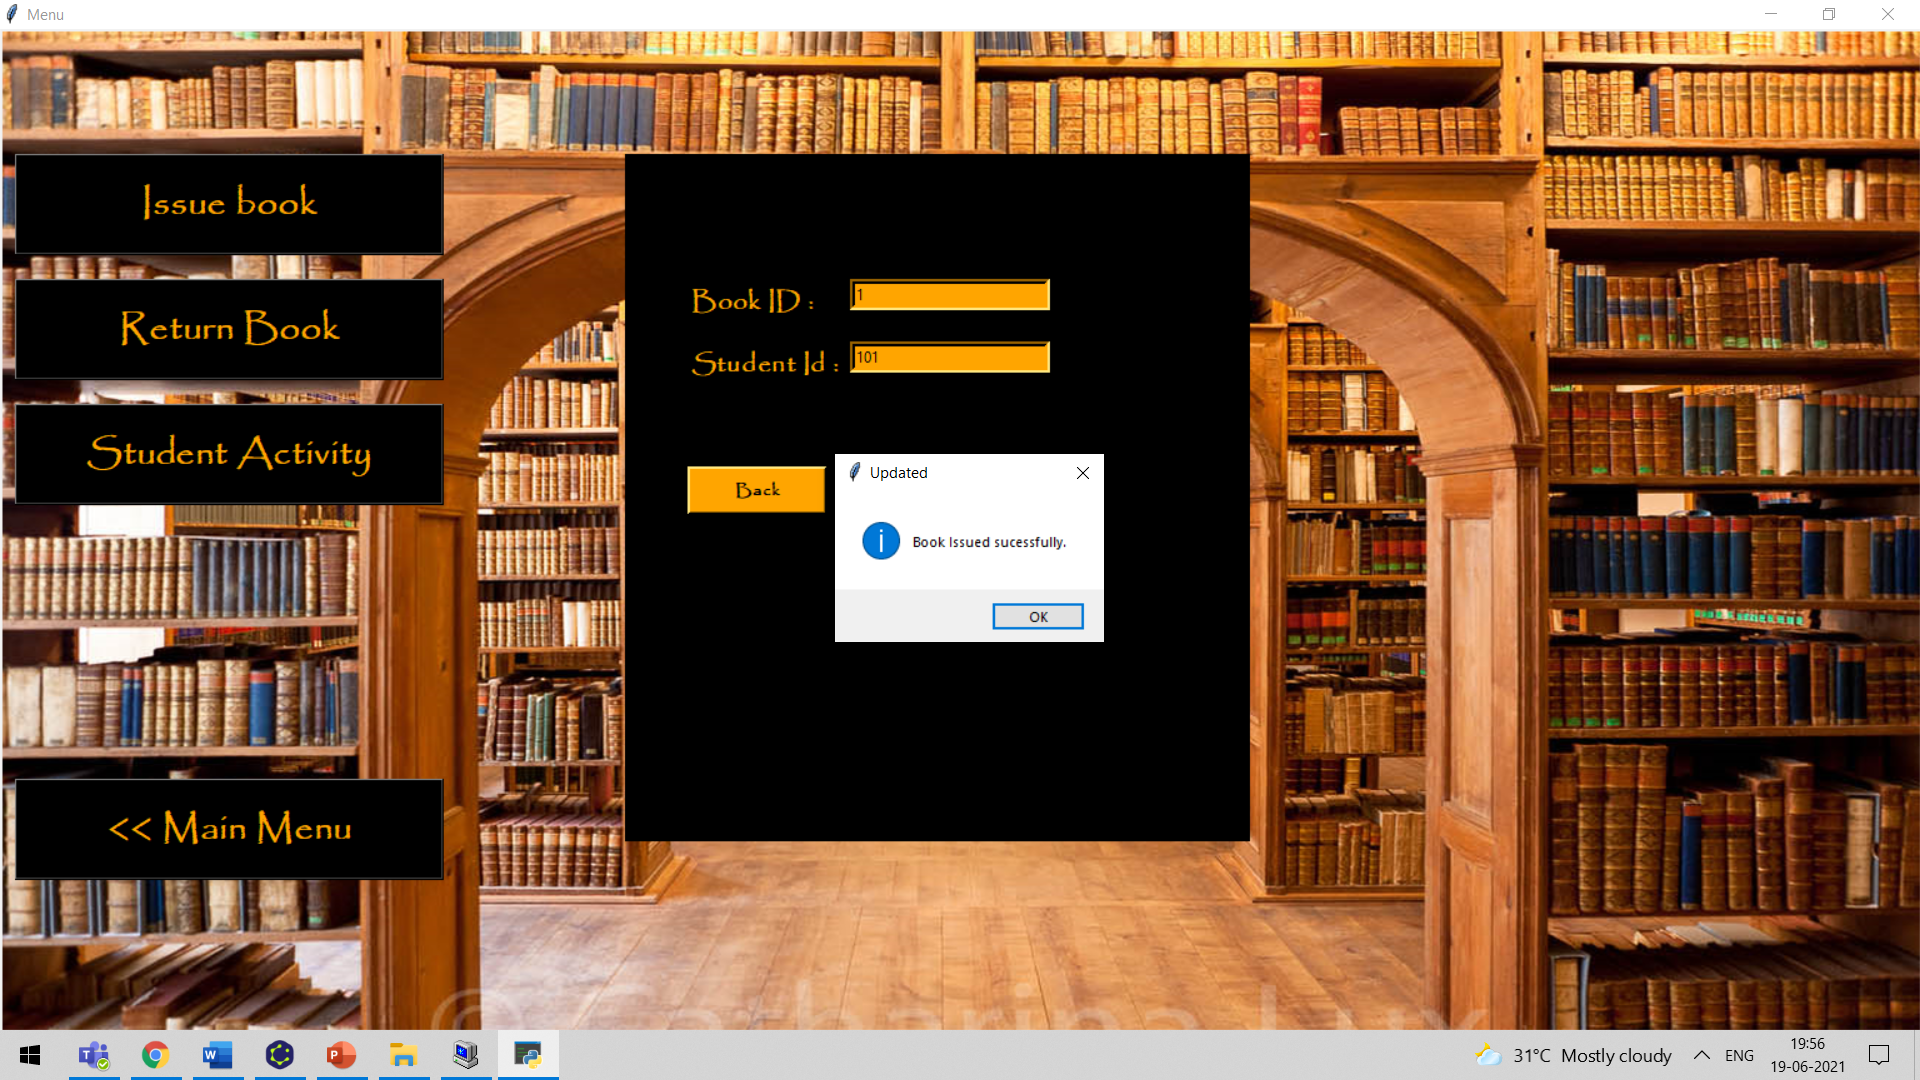 Menu
Issue book
Return Book
Student Activity
<< Main Menu
Book ID :
1
Student Id :
101
Back
Updated
i
Book Issued sucessfully.
OK
31°C Mostly cloudy
ENG
19:56
19-06-2021